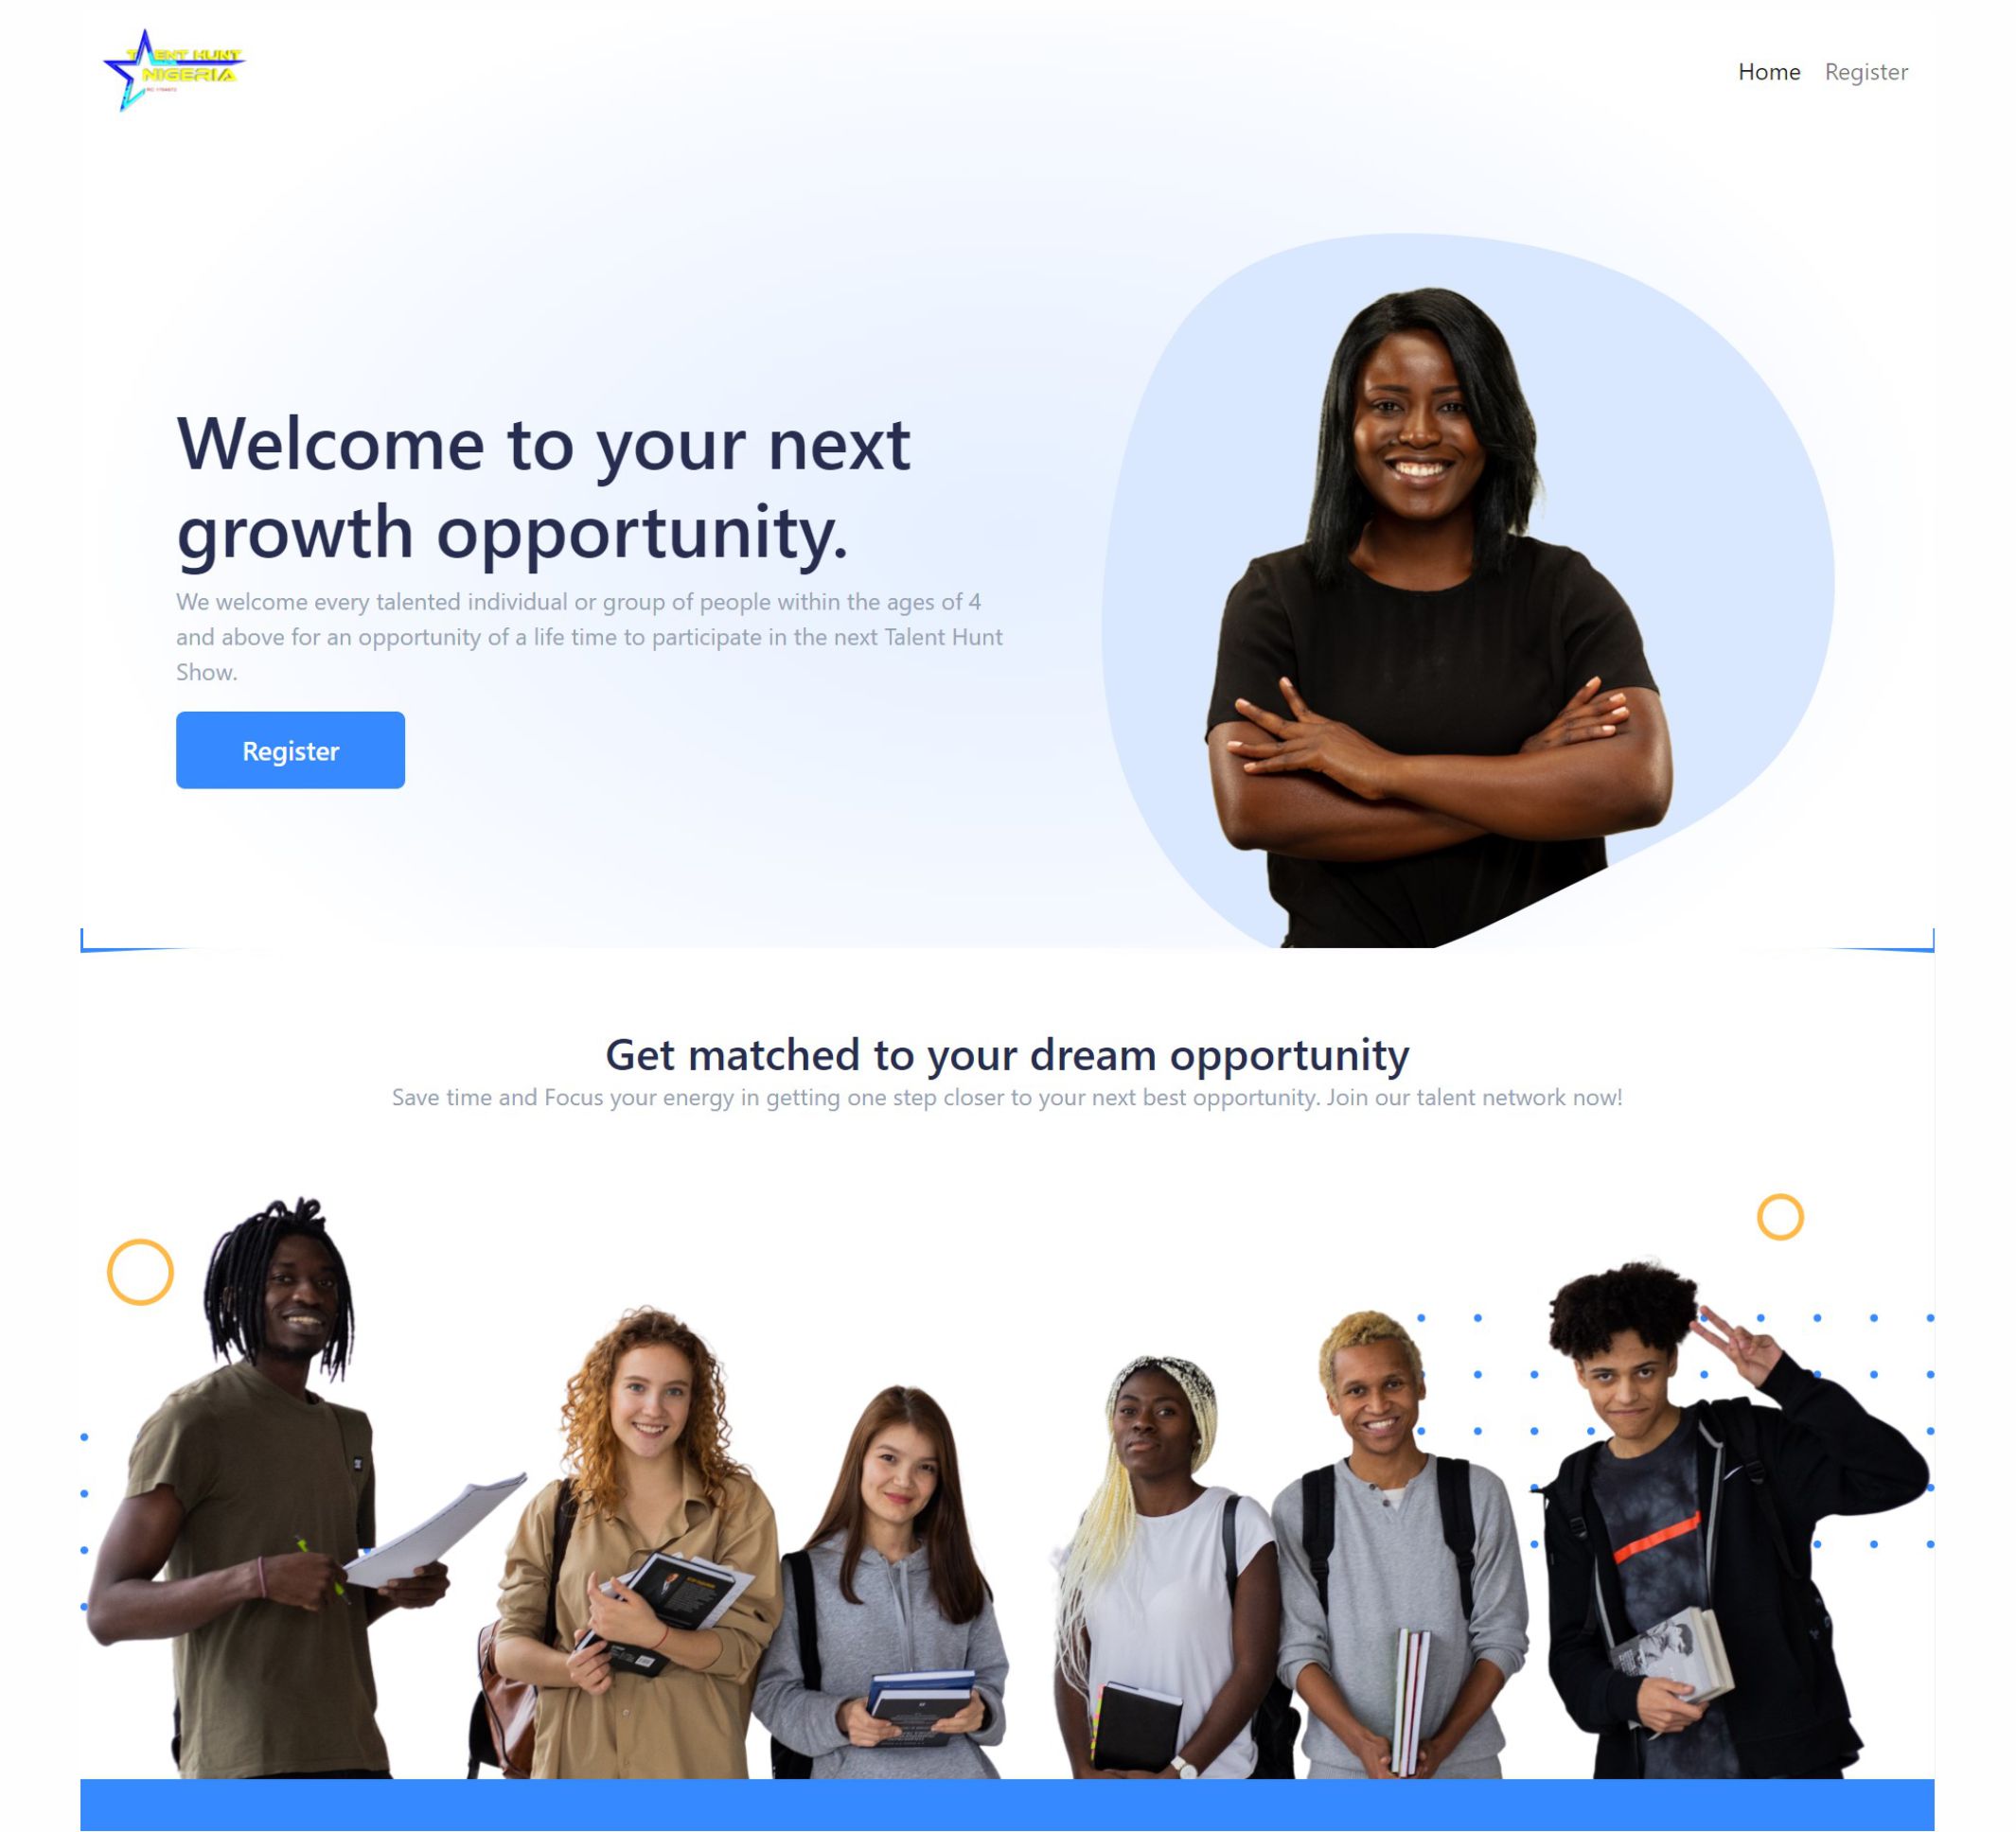 TALENT HUNT
NIGERIA
Home Register
Welcome to your next
growth opportunity.
We welcome every talented individual or group of people within the ages of 4
and above for an opportunity of a life time to participate in the next Talent Hunt
Show.
Register
Get matched to your dream opportunity
Save time and Focus your energy in getting one step closer to your next best opportunity. Join our talent network now!